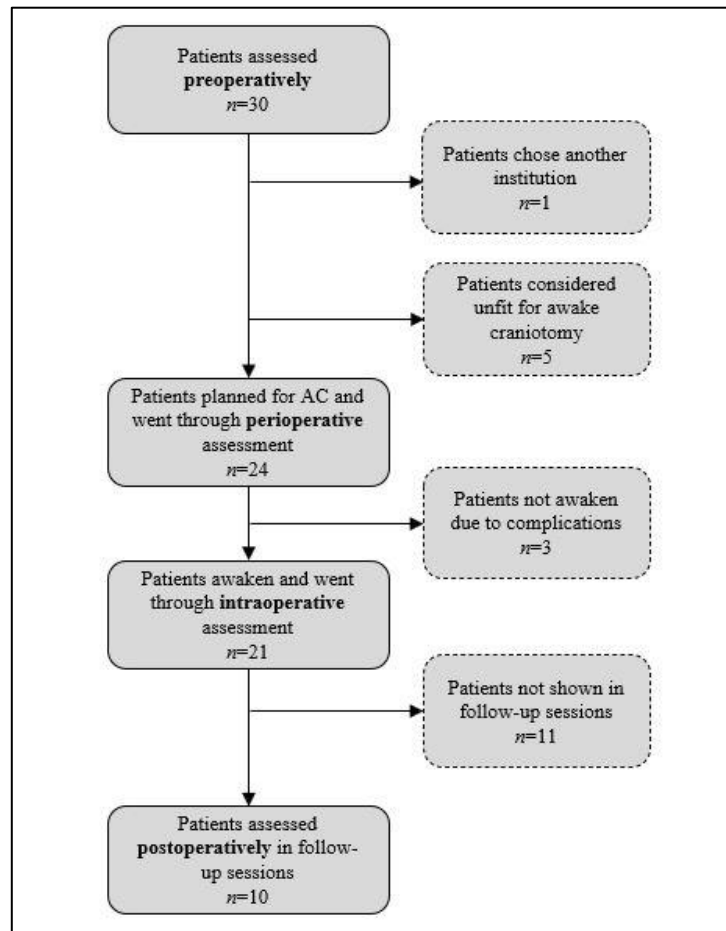 Patients assessed
preoperatively
n=30
Patients chose another
institution
n=1
Patients considered
unfit for awake
craniotomy
n=5
Patients planned for AC and
went through perioperative
assessment
n=24
Patients not awaken
due to complications
n=3
Patients awaken and went
through intraoperative
assessment
n=21
Patients not shown in
follow-up sessions
n=11
Patients assessed
postoperatively in follow-
up sessions
n=10